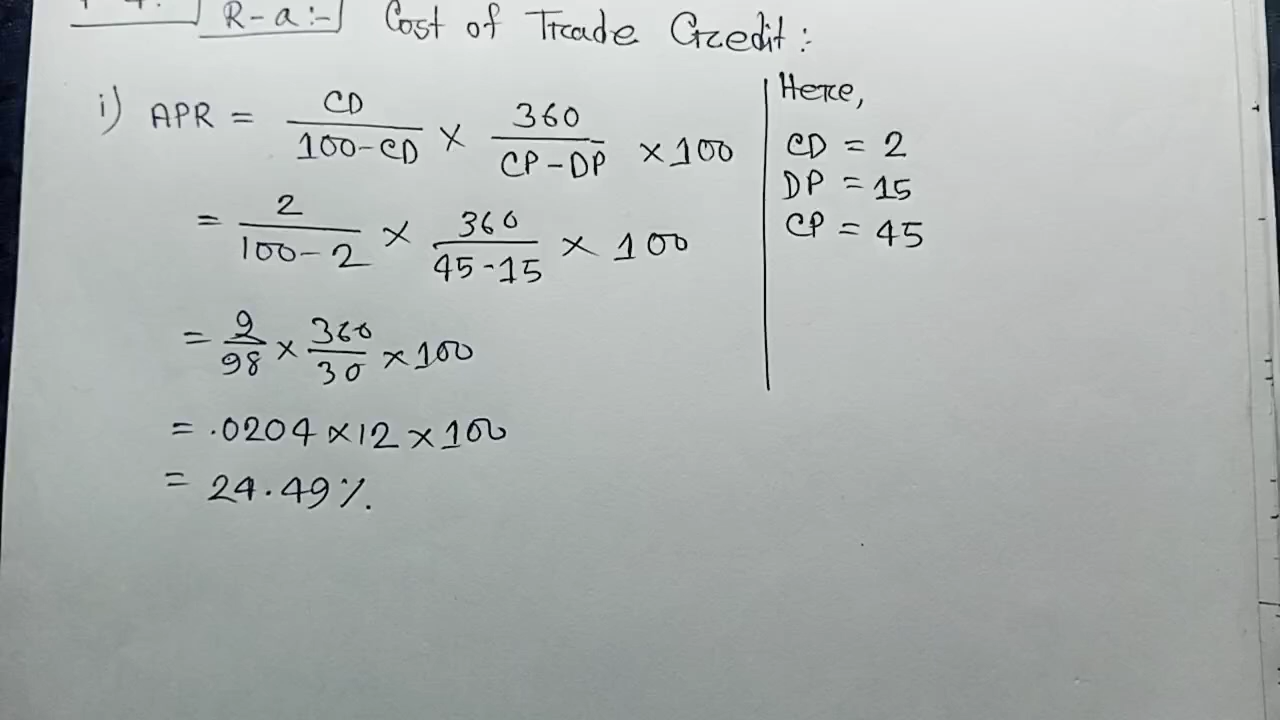 R-a :- Cost of Trade Credit :
i) APR = CD / 100-CD × 360 / CP-DP × 100
= 2 / 100-2 × 360 / 45-15 × 100
= 2/98 × 360/30 × 100
= .0204 × 12 × 100
= 24.49%.
Here,
CD = 2
DP = 15
CP = 45